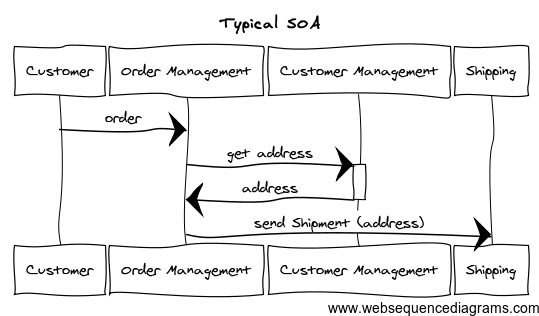 Typical SOA
Customer Order Management Customer Management Shipping
order
get address
address
send Shipment (address)
Customer Order Management Customer Management Shipping
www.websequencediagrams.com